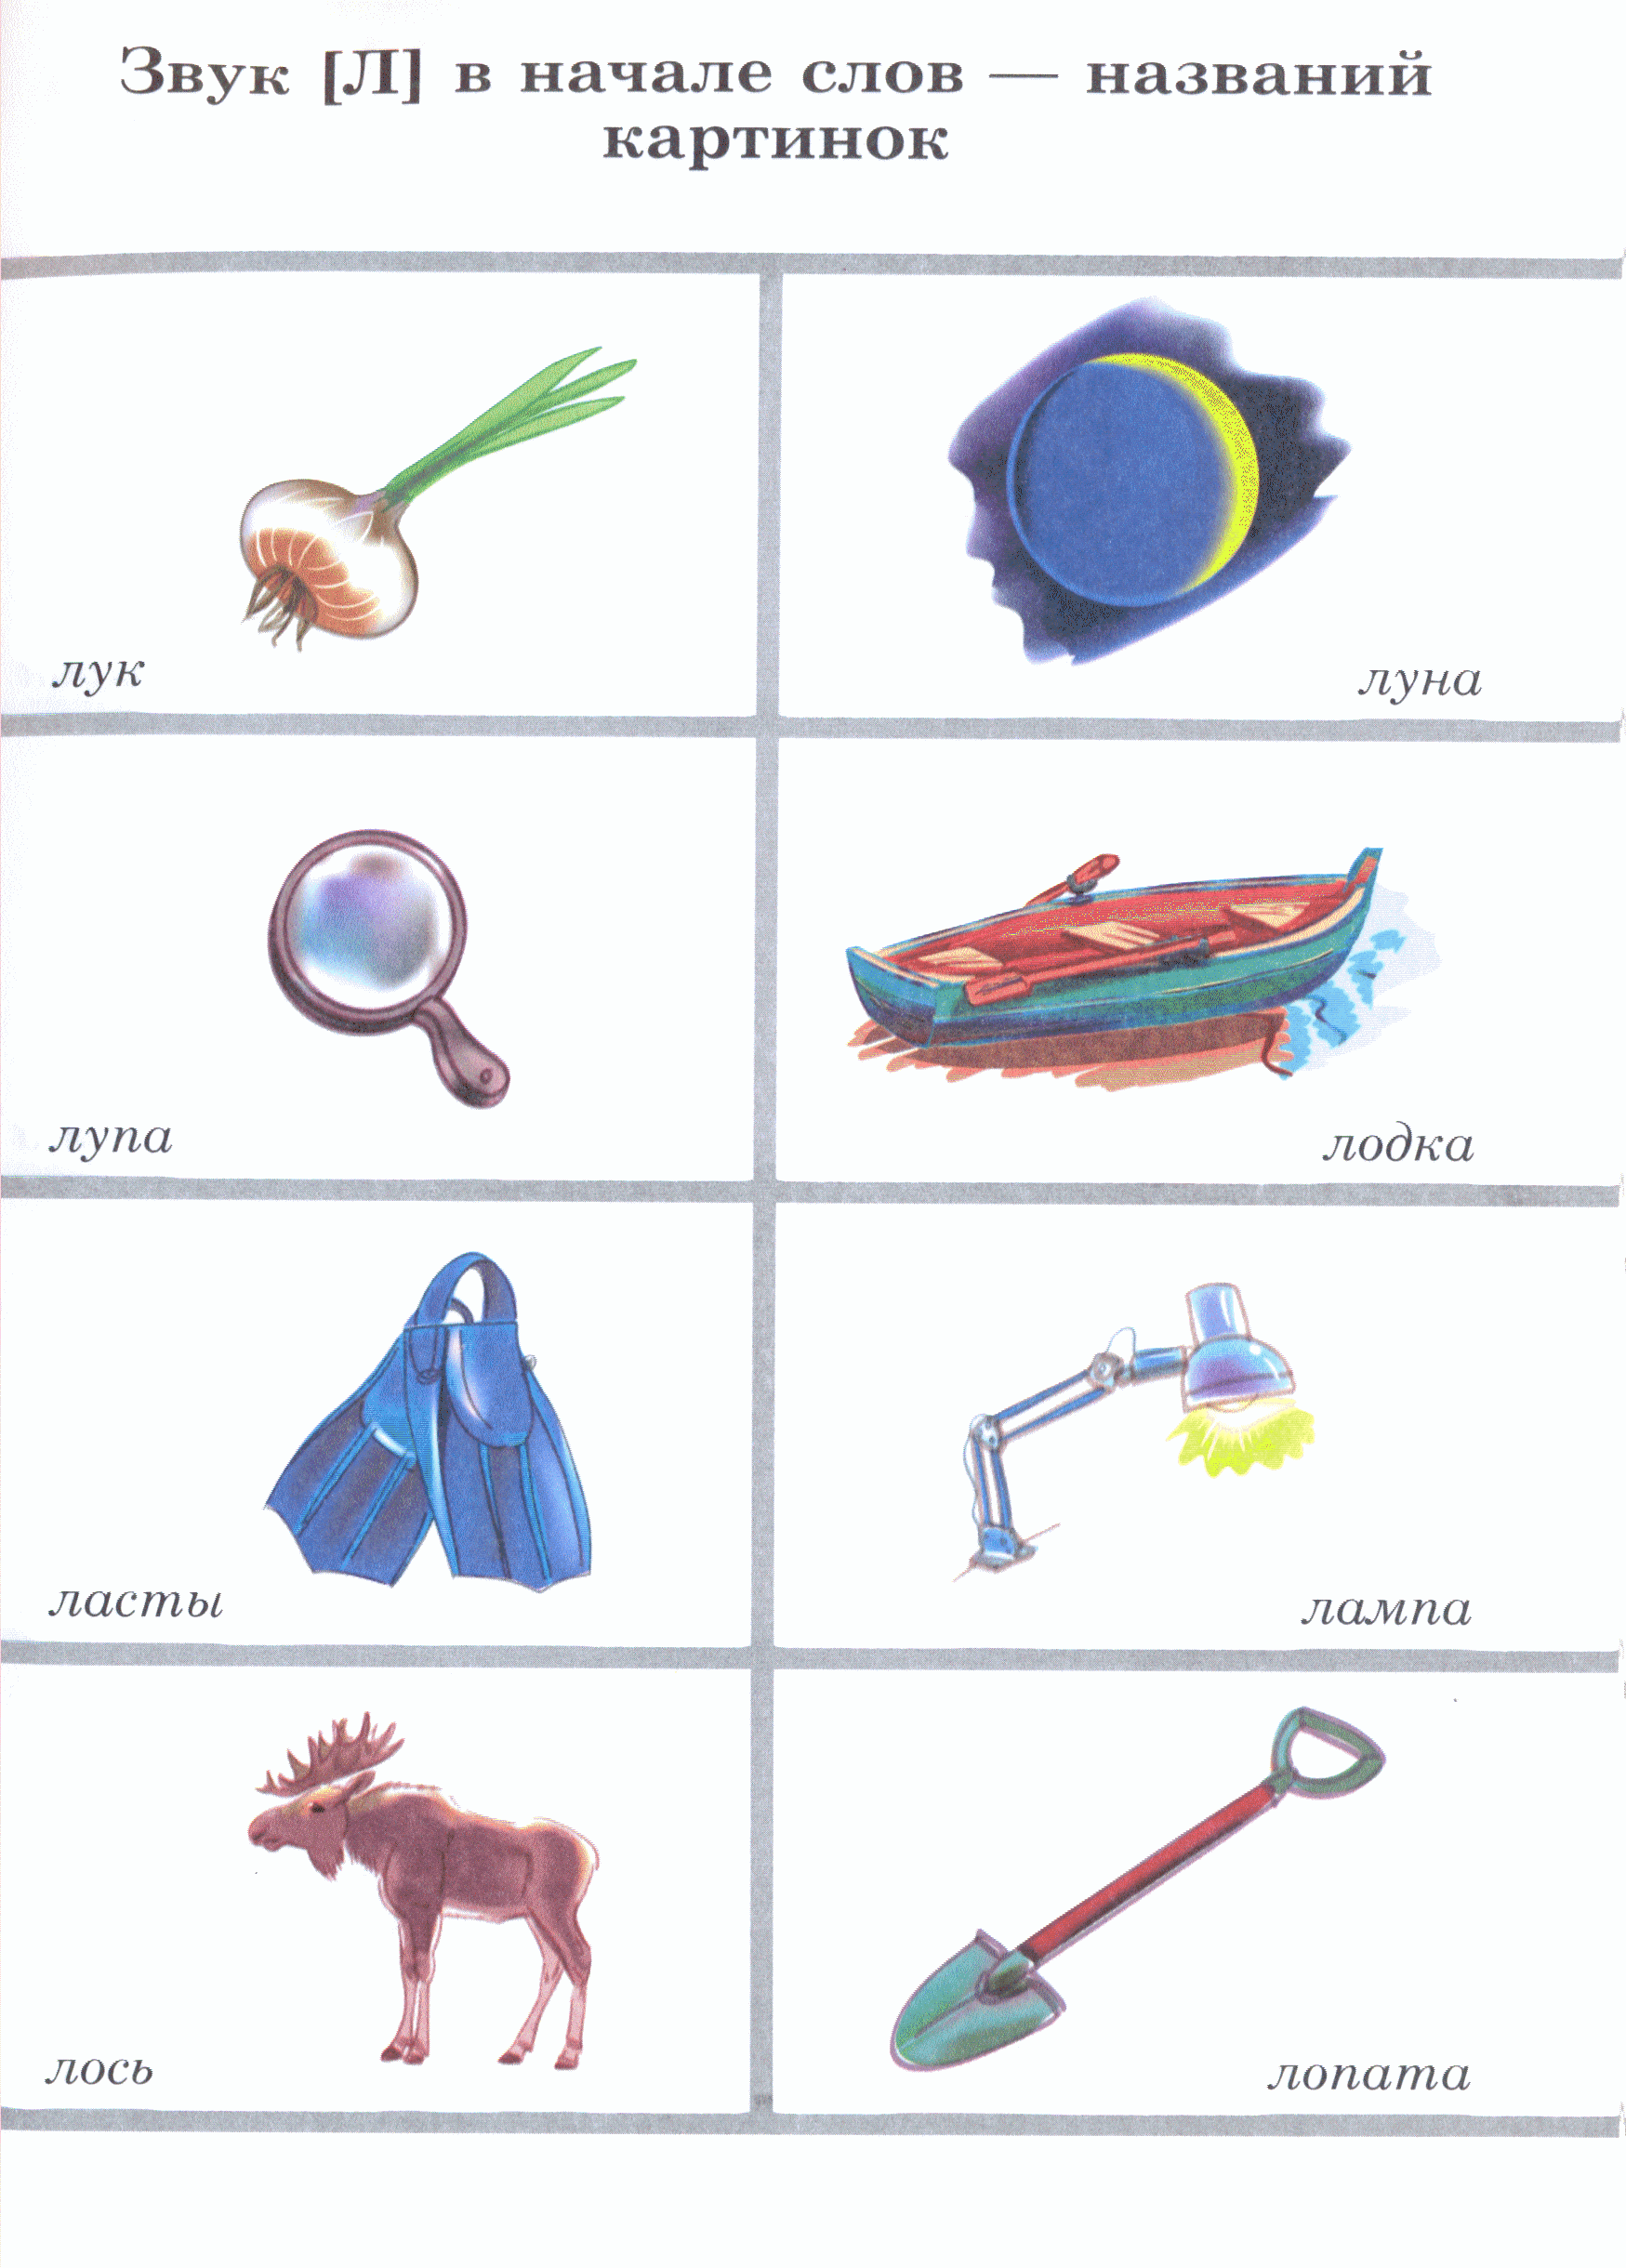 Звук [Л] в начале слов — названий
картинок
лук
луна
лупа
лодка
ласты
лампа
лось
лопата